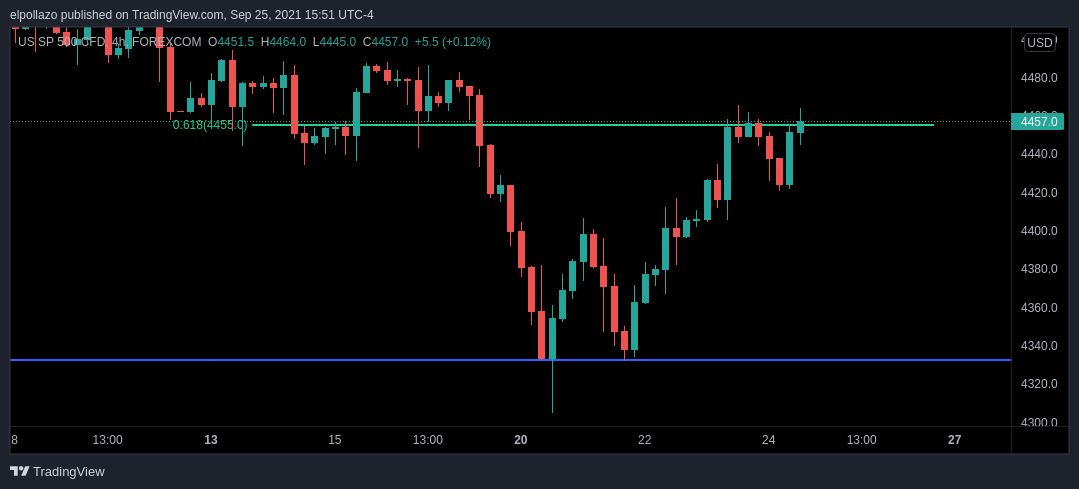 elpollazo published on TradingView.com, Sep 25, 2021 15:51 UTC-4
US SP 500 CFD, 4h, FOREXCOM O4451.5 H4464.0 L4445.0 C4457.0 +5.5 (+0.12%)
USD
4480.0
4457.0
0.618(4455.0)
4440.0
4420.0
4400.0
4380.0
4360.0
4340.0
4320.0
4300.0
8 13:00 13 15 13:00 20 22 24 13:00 27
TradingView